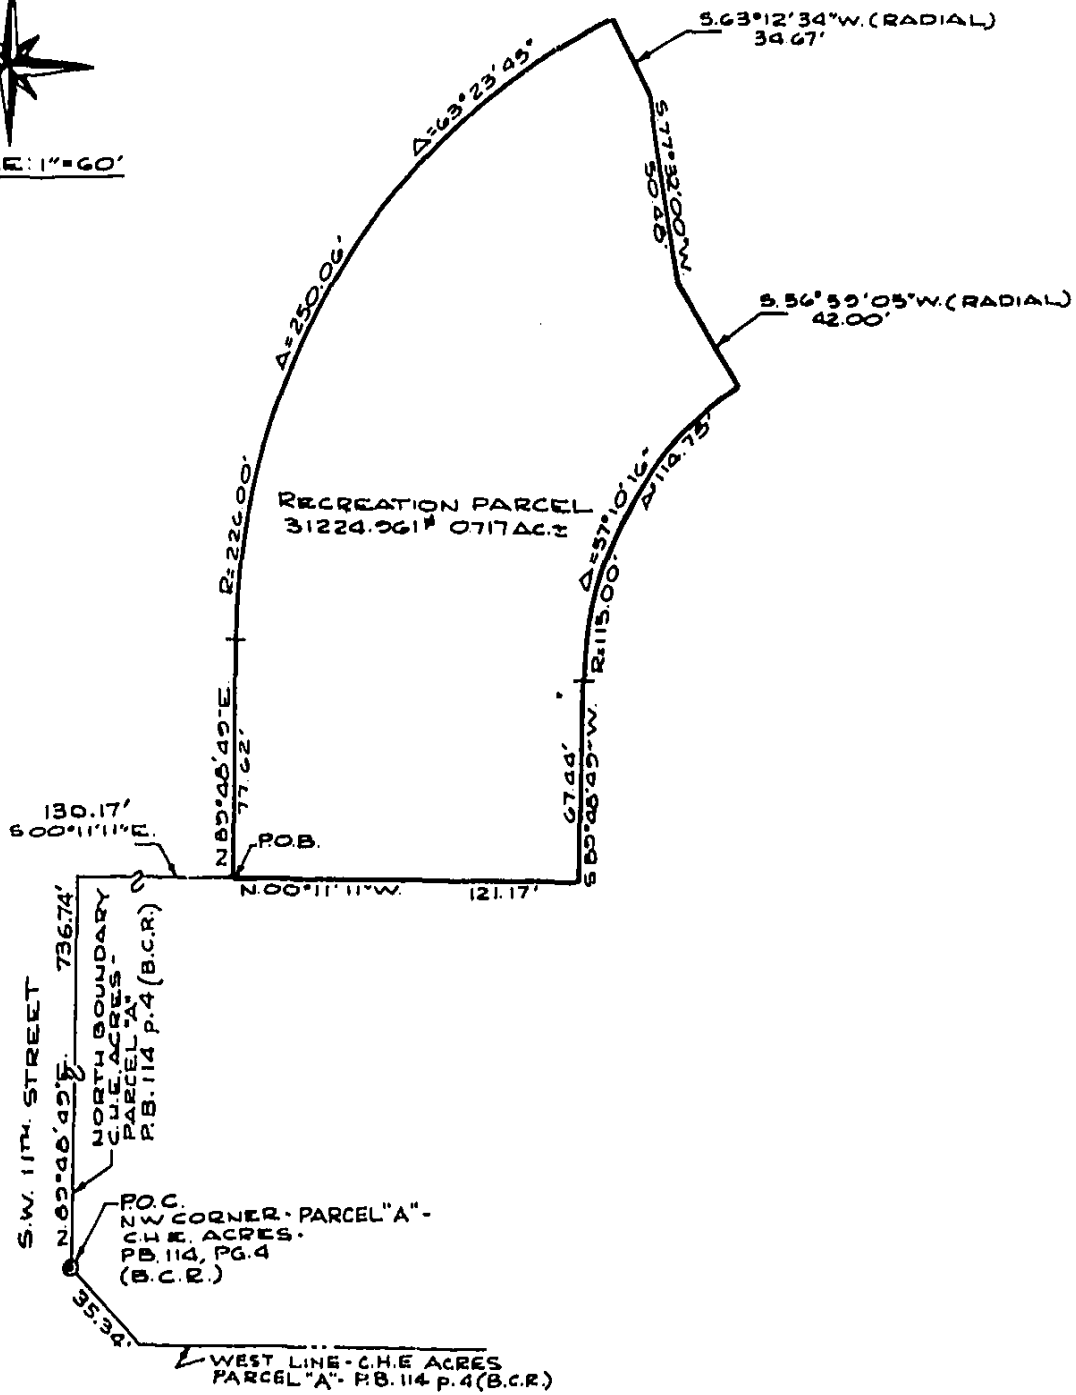 S.63°12'34"W. (RADIAL)
34.67'
Δ=63°23'45"
E: 1"=60'
S.77°32'00"W.
50.48'
Δ=250.06'
S.56°59'05"W. (RADIAL)
42.00'
R=226.00'
RECREATION PARCEL
31224.961# 0.717 AC.±
Δ=57°10'16"
A=114.75'
R=115.00'
N 89°48'49"E.
77.62'
67.44'
S 89°48'49"W.
130.17'
S 00°11'11"E.
P.O.B.
N.00°11'11"W. 121.17'
S.W. 11TH. STREET
N.89°48'49"E. 736.74'
NORTH BOUNDARY
C.H.E. ACRES -
PARCEL "A"
P.B. 114 P.4 (B.C.R.)
P.O.C.
NW CORNER - PARCEL "A" -
C.H.E. ACRES -
PB. 114, PG. 4
(B.C.R.)
35.34'
WEST LINE - C.H.E ACRES
PARCEL "A" - P.B. 114 P.4 (B.C.R.)